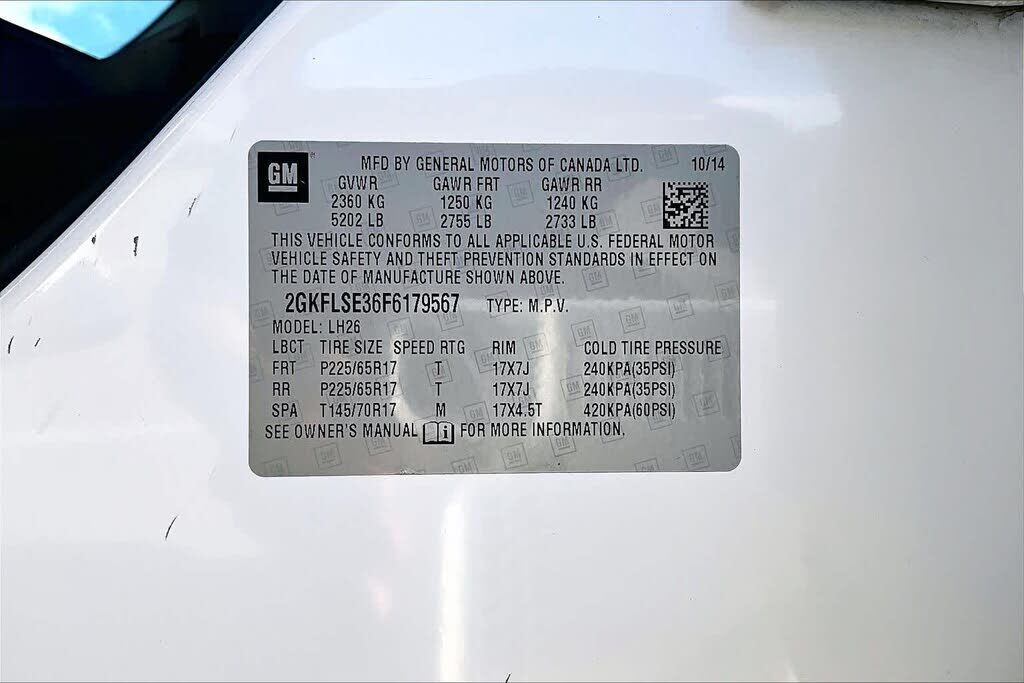 GM MFD BY GENERAL MOTORS OF CANADA LTD. 10/14
GVWR GAWR FRT GAWR RR
2360 KG 1250 KG 1240 KG
5202 LB 2755 LB 2733 LB
THIS VEHICLE CONFORMS TO ALL APPLICABLE U.S. FEDERAL MOTOR
VEHICLE SAFETY AND THEFT PREVENTION STANDARDS IN EFFECT ON
THE DATE OF MANUFACTURE SHOWN ABOVE.
2GKFLSE36F6179567 TYPE: M.P.V.
MODEL: LH26
LBCT TIRE SIZE SPEED RTG RIM COLD TIRE PRESSURE
FRT P225/65R17 T 17X7J 240KPA(35PSI)
RR P225/65R17 T 17X7J 240KPA(35PSI)
SPA T145/70R17 M 17X4.5T 420KPA(60PSI)
SEE OWNER'S MANUAL FOR MORE INFORMATION.